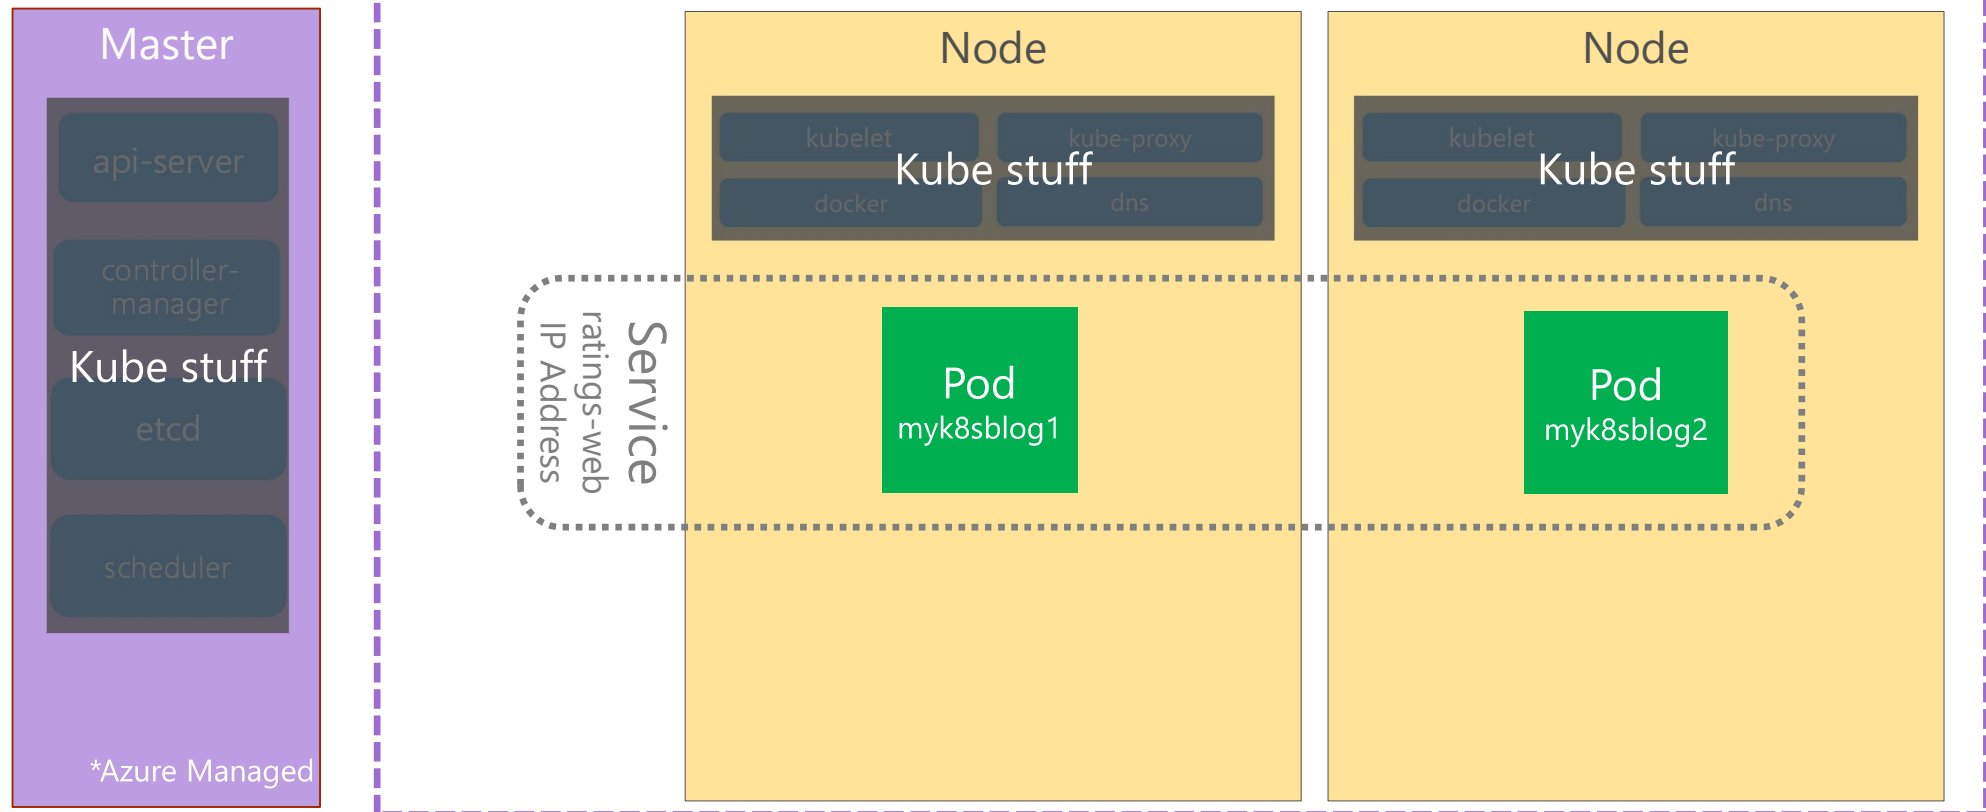 Master
api-server
controller-
manager
Kube stuff
etcd
scheduler
*Azure Managed
Service
ratings-web
IP Address
Node
kubelet
kube-proxy
Kube stuff
docker
dns
Pod
myk8sblog1
Node
kubelet
kube-proxy
Kube stuff
docker
dns
Pod
myk8sblog2